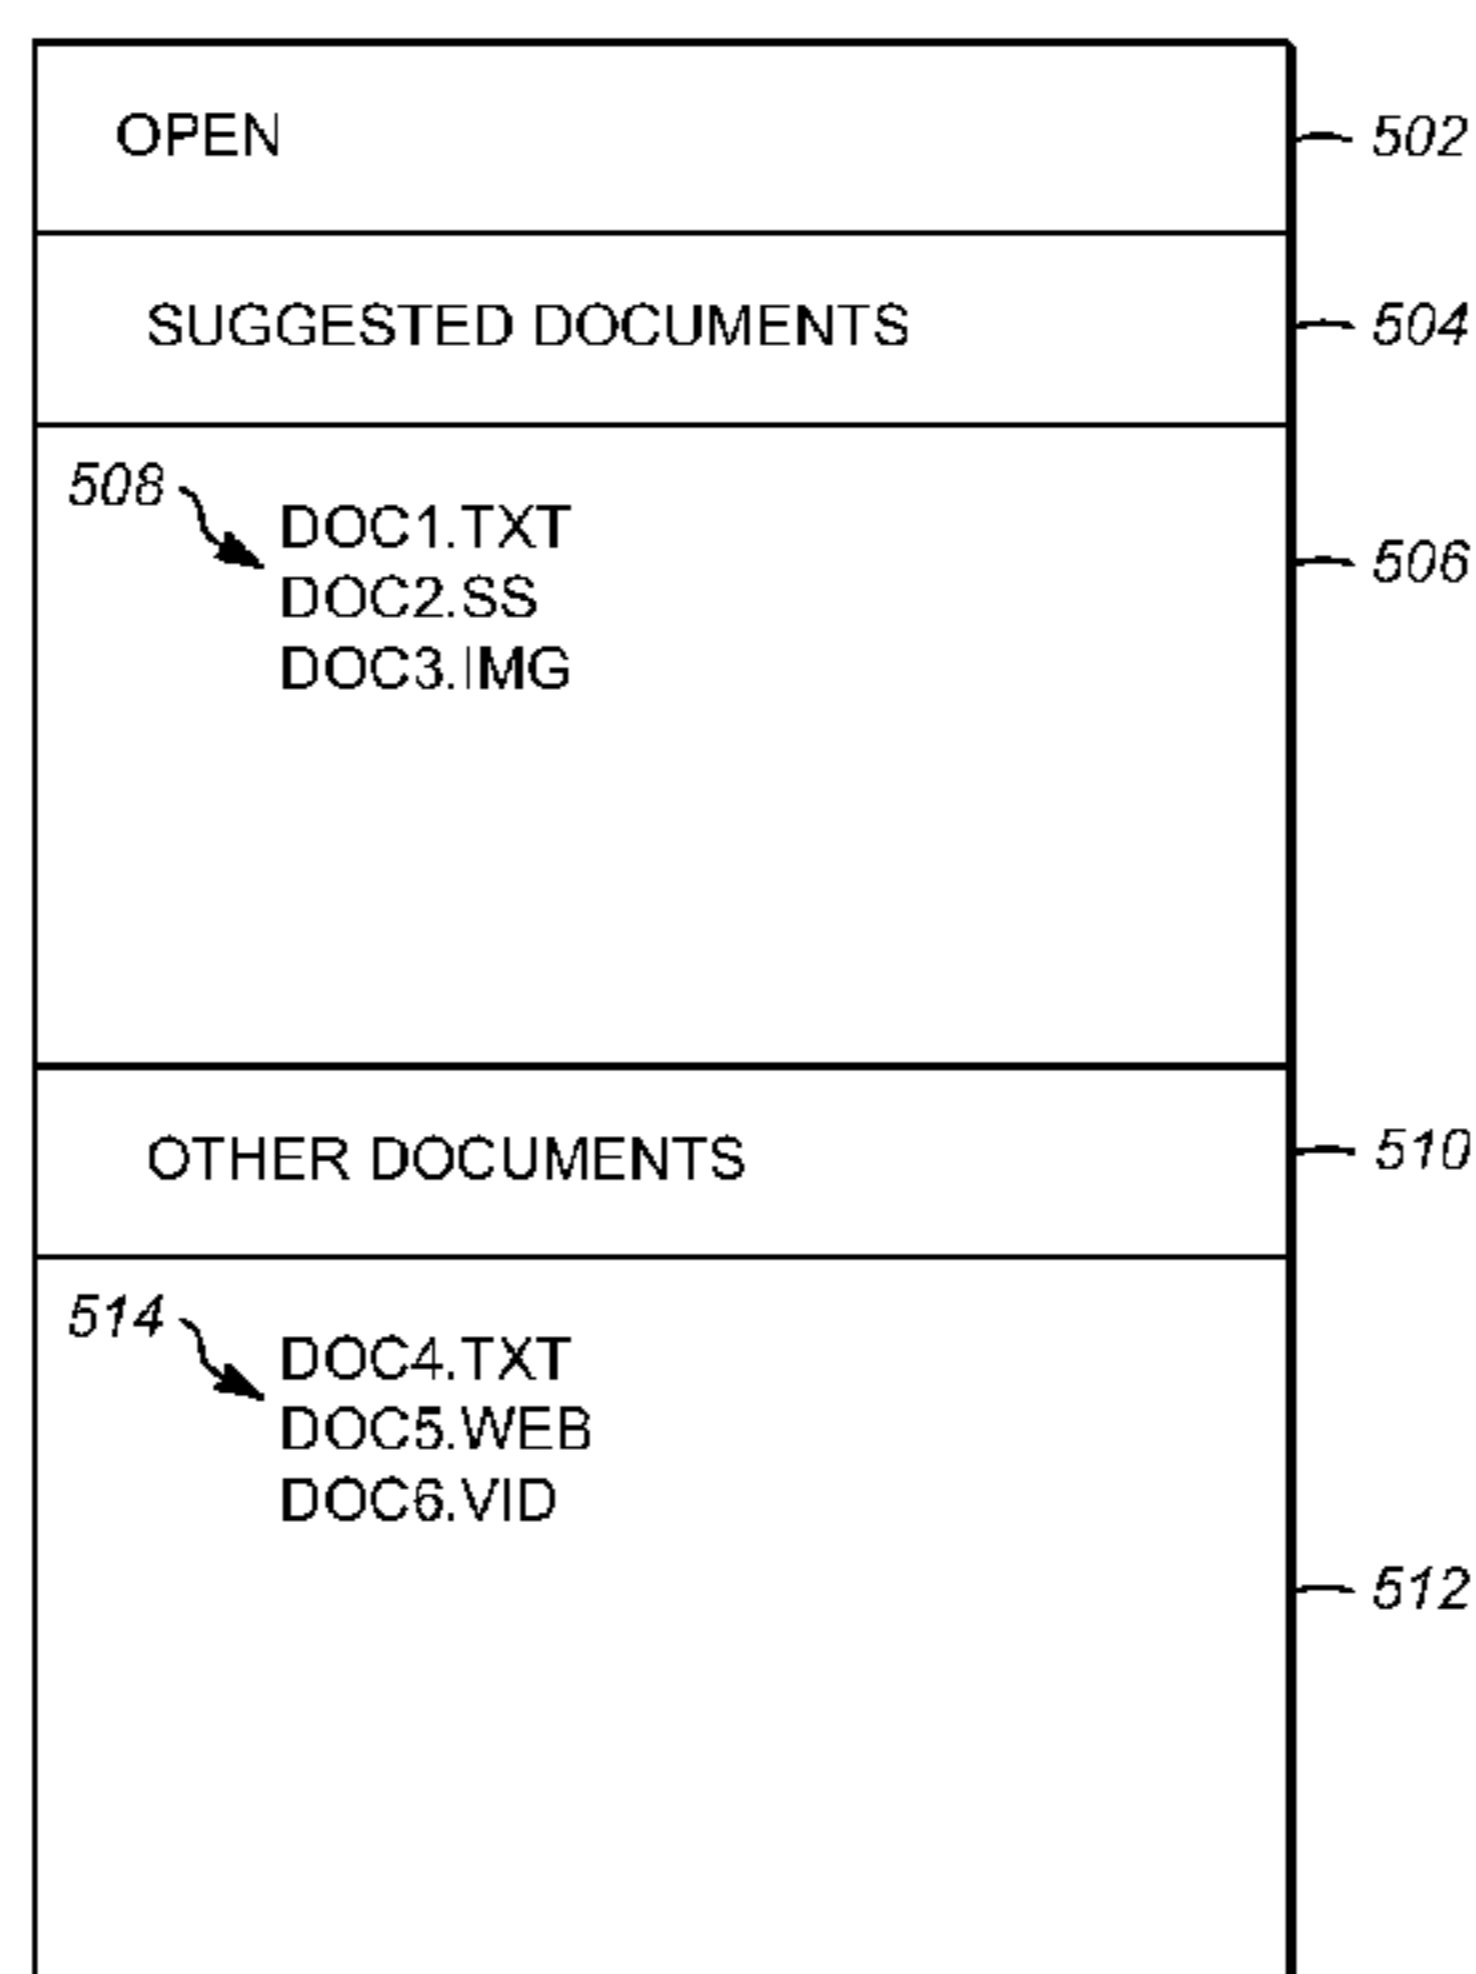 OPEN 502
SUGGESTED DOCUMENTS 504
508
DOC1.TXT
DOC2.SS 506
DOC3.IMG
OTHER DOCUMENTS 510
514
DOC4.TXT
DOC5.WEB
DOC6.VID
512